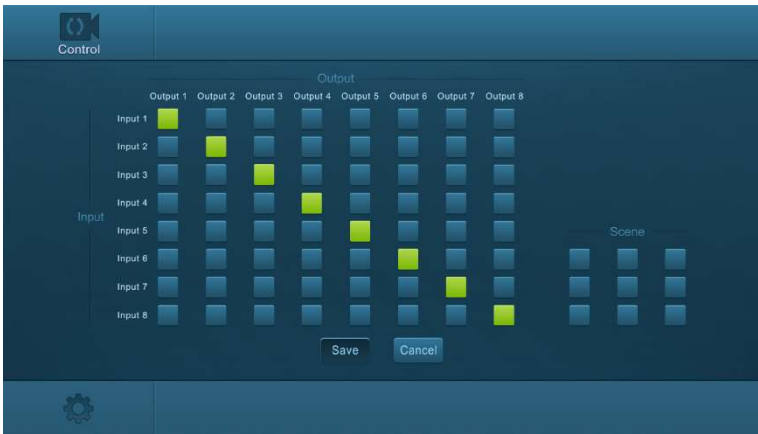 Control
Output
Output 1 Output 2 Output 3 Output 4 Output 5 Output 6 Output 7 Output 8
Input 1
Input 2
Input 3
Input 4
Input
Input 5
Scene
Input 6
Input 7
Input 8
Save Cancel